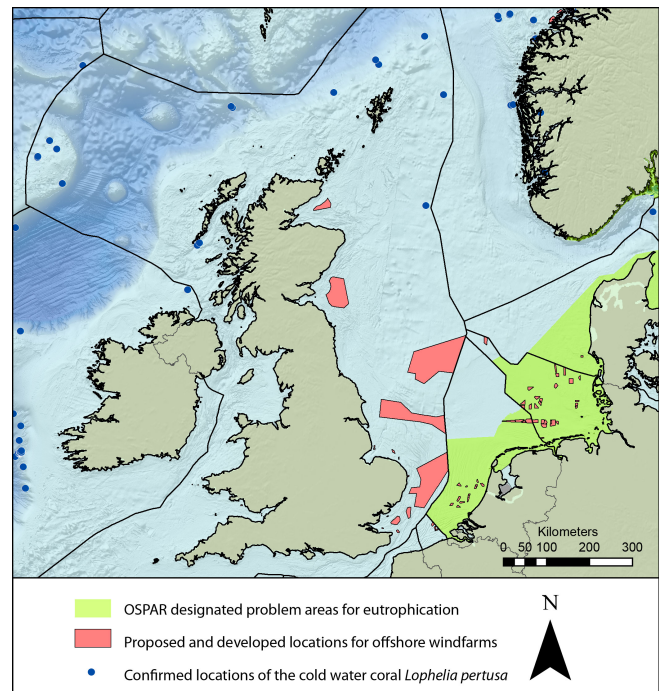 Kilometers
0 50 100 200 300
OSPAR designated problem areas for eutrophication
N
Proposed and developed locations for offshore windfarms
Confirmed locations of the cold water coral Lophelia pertusa